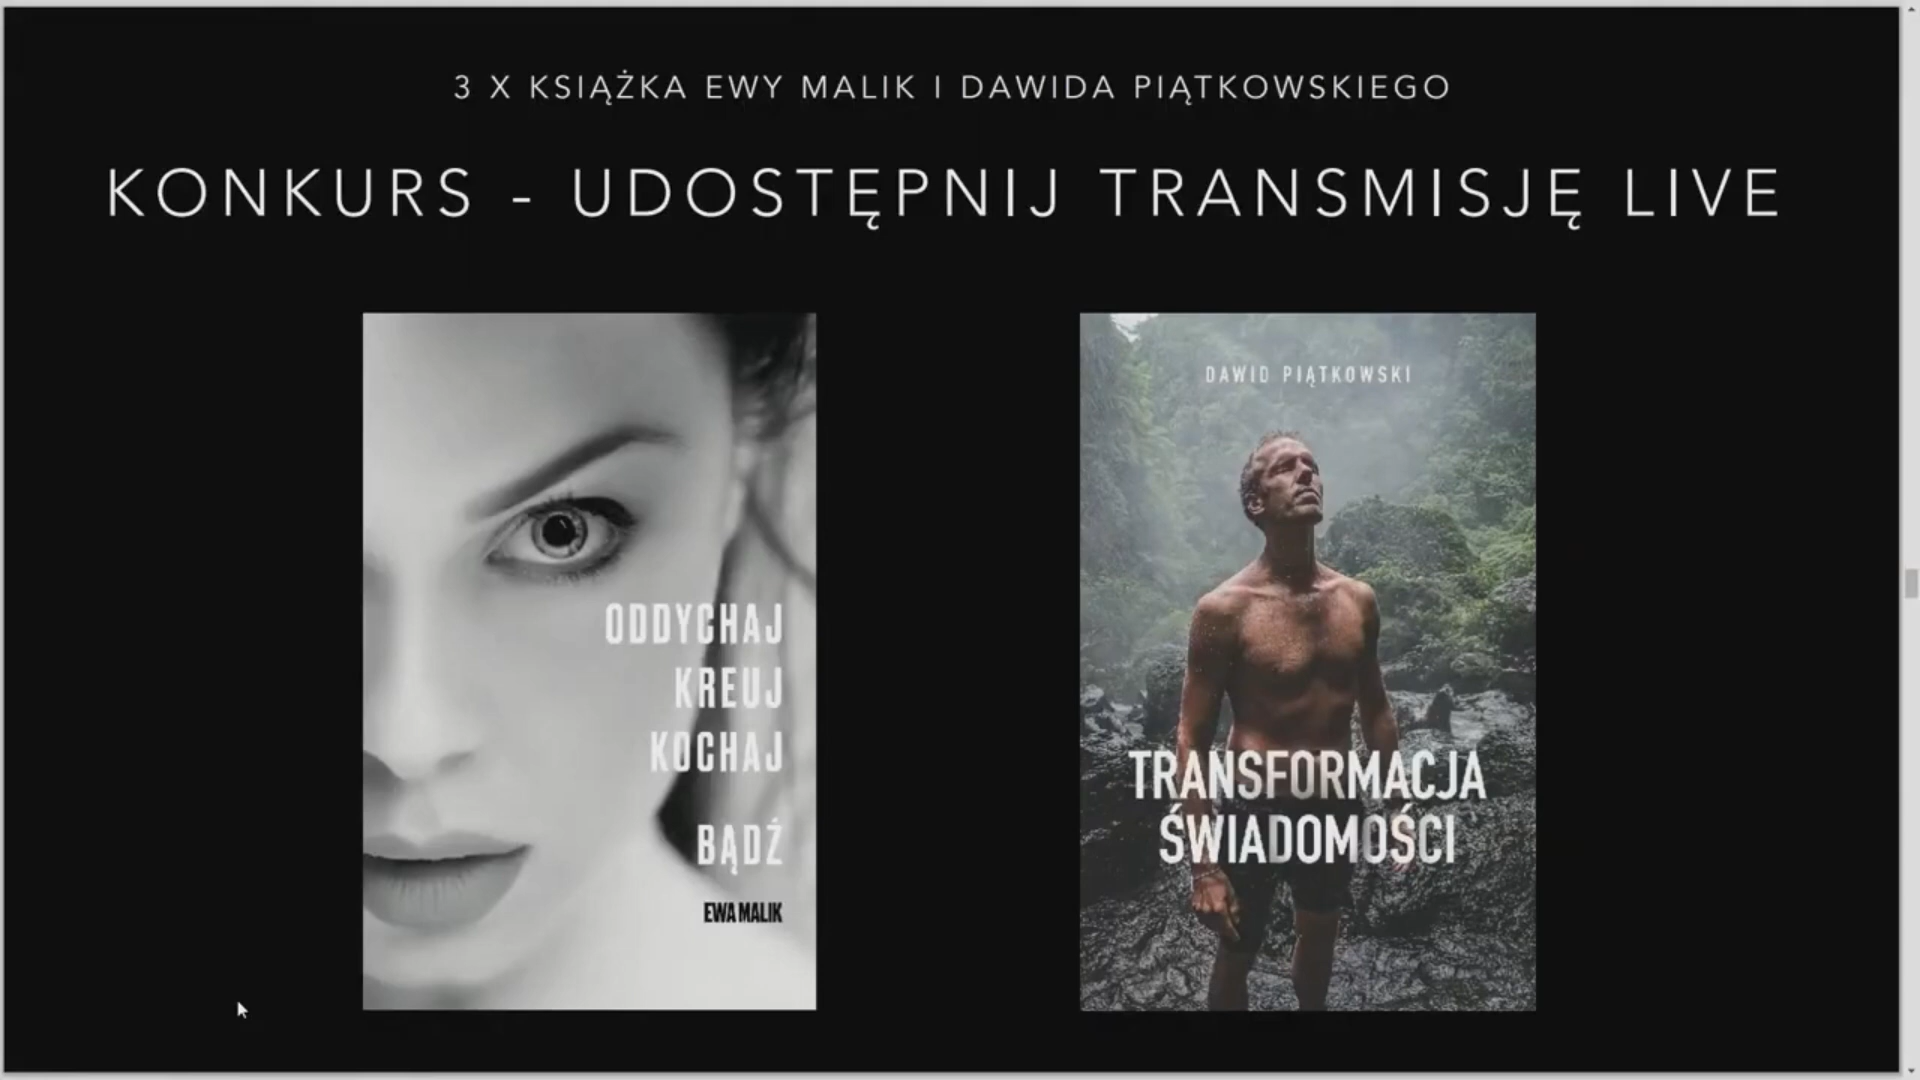 3 X KSIĄŻKA EWY MALIK I DAWIDA PIĄTKOWSKIEGO
KONKURS - UDOSTĘPNIJ TRANSMISJĘ LIVE
ODDYCHAJ
KREUJ
KOCHAJ
BĄDŹ
EWA MALIK
DAWID PIĄTKOWSKI
TRANSFORMACJA
ŚWIADOMOŚCI